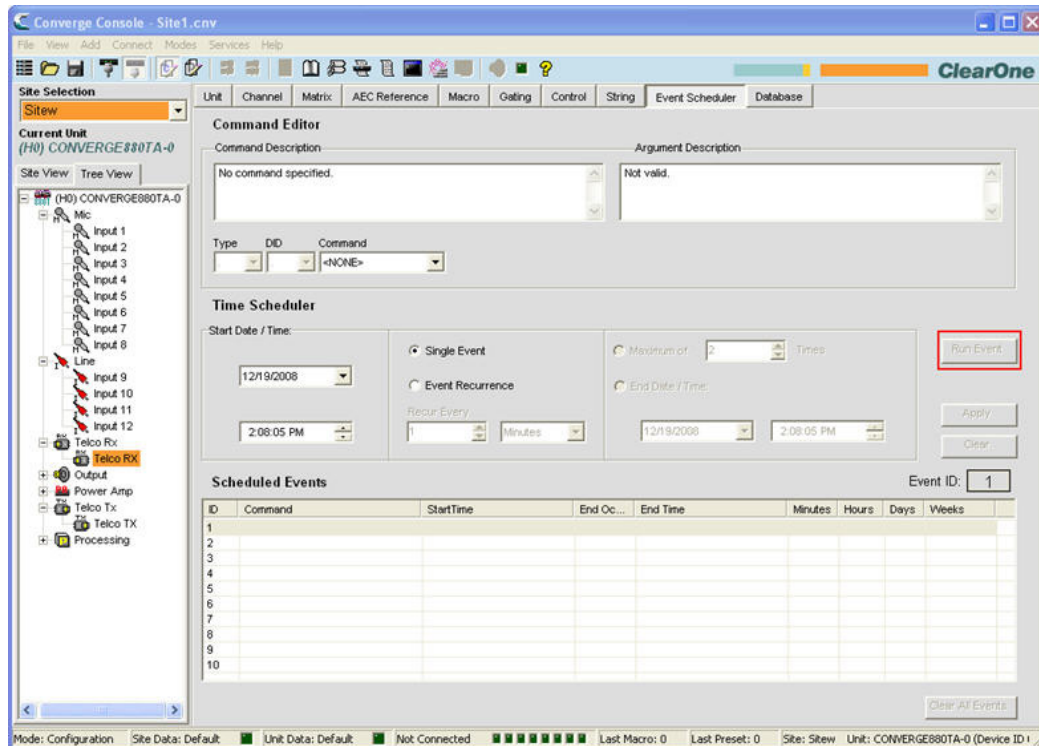 Converge Console - Site1.cnv
File View Add Connect Modes Services Help
ClearOne
Site Selection
Sitew
Current Unit
(H0) CONVERGE880TA-0
Site View Tree View
Unit Channel Matrix AEC Reference Macro Gating Control String Event Scheduler Database
(H0) CONVERGE880TA-0
Mic
Input 1
Input 2
Input 3
Input 4
Input 5
Input 6
Input 7
Input 8
Line
Input 9
Input 10
Input 11
Input 12
Telco Rx
Telco RX
Output
Power Amp
Telco Tx
Telco TX
Processing
Command Editor
Command Description
Argument Description
No command specified.
Not valid.
Type DID Command
<NONE>
Time Scheduler
Start Date / Time:
12/19/2008
2:08:05 PM
Single Event
Event Recurrence
Recur Every
1 Minutes
Maximum of 2 Times
End Date / Time:
12/19/2008 2:08:05 PM
Run Event
Apply
Clear
Scheduled Events
Event ID: 1
ID Command StartTime End Oc... End Time Minutes Hours Days Weeks
1
2
3
4
5
6
7
8
9
10
Clear All Events
Mode: Configuration Site Data: Default Unit Data: Default Not Connected Last Macro: 0 Last Preset: 0 Site: Sitew Unit: CONVERGE880TA-0 (Device ID